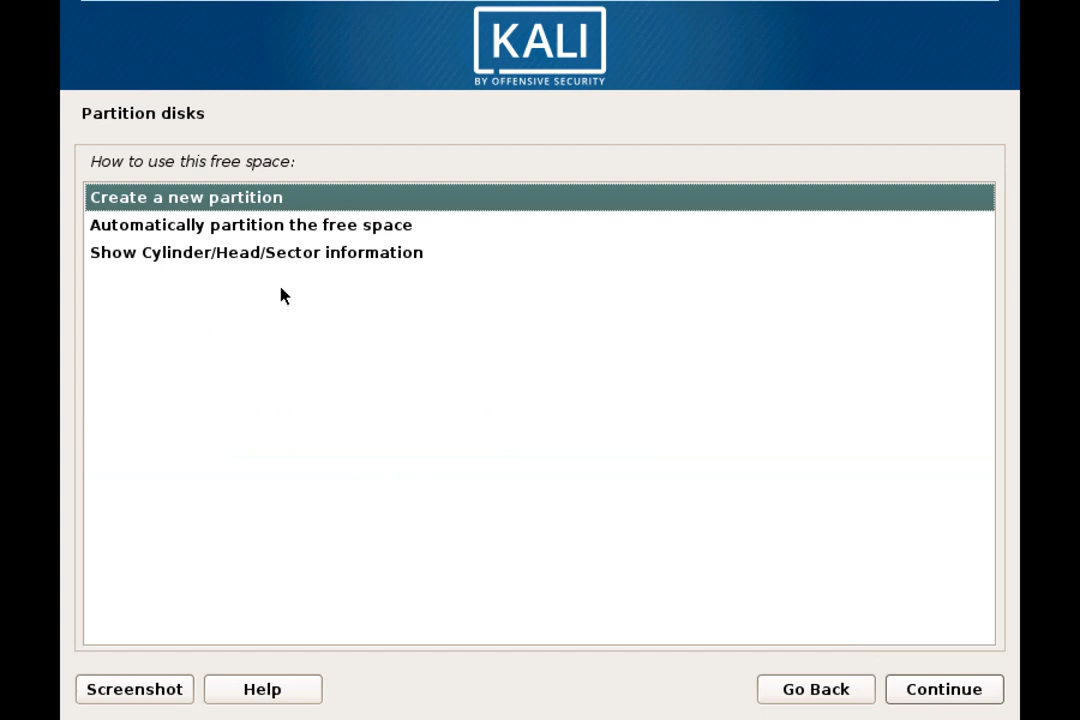 KALI
BY OFFENSIVE SECURITY
Partition disks
How to use this free space:
Create a new partition
Automatically partition the free space
Show Cylinder/Head/Sector information
Screenshot
Help
Go Back
Continue